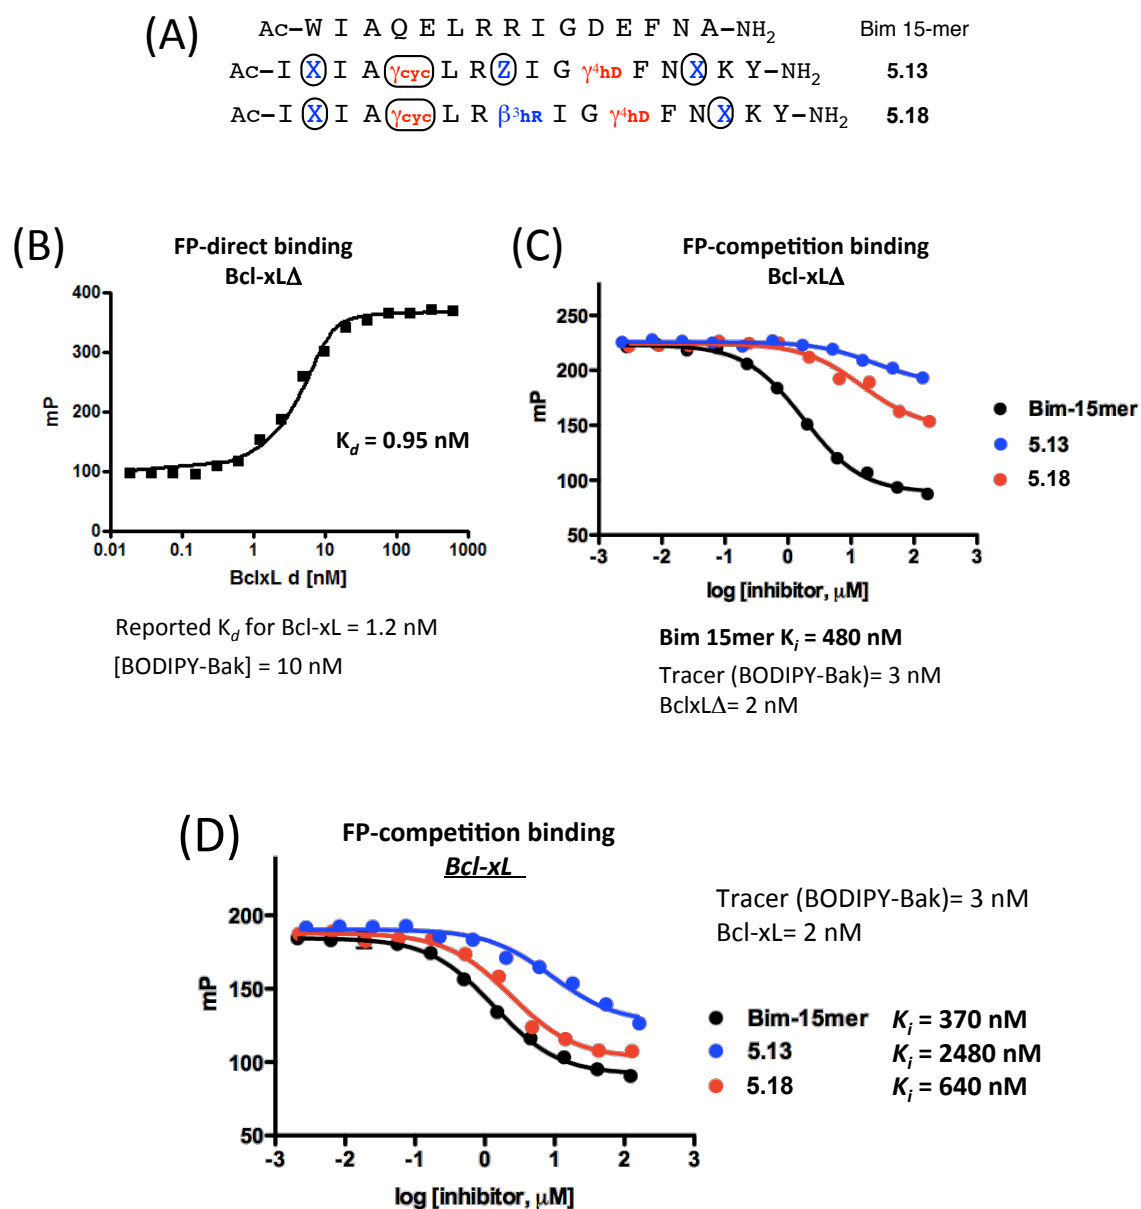 (A)
Ac–W I A Q E L R R I G D E F N A–NH₂ Bim 15-mer
Ac–I X I A γcyc L R Z I G γ⁴hD F N X K Y–NH₂ 5.13
Ac–I X I A γcyc L R β³hR I G γ⁴hD F N X K Y–NH₂ 5.18
(B)
FP-direct binding
Bcl-xLΔ
mP
400
300
200
100
0
K_d = 0.95 nM
0.01 0.1 1 10 100 1000
BclxL d [nM]
Reported K_d for Bcl-xL = 1.2 nM
[BODIPY-Bak] = 10 nM
(C)
FP-competition binding
Bcl-xLΔ
mP
250
200
150
100
50
-3 -2 -1 0 1 2 3
log [inhibitor, μM]
Bim-15mer
5.13
5.18
Bim 15mer K_i = 480 nM
Tracer (BODIPY-Bak)= 3 nM
BclxLΔ= 2 nM
(D)
FP-competition binding
Bcl-xL
mP
200
150
100
50
-3 -2 -1 0 1 2 3
log [inhibitor, μM]
Tracer (BODIPY-Bak)= 3 nM
Bcl-xL= 2 nM
Bim-15mer K_i = 370 nM
5.13 K_i = 2480 nM
5.18 K_i = 640 nM